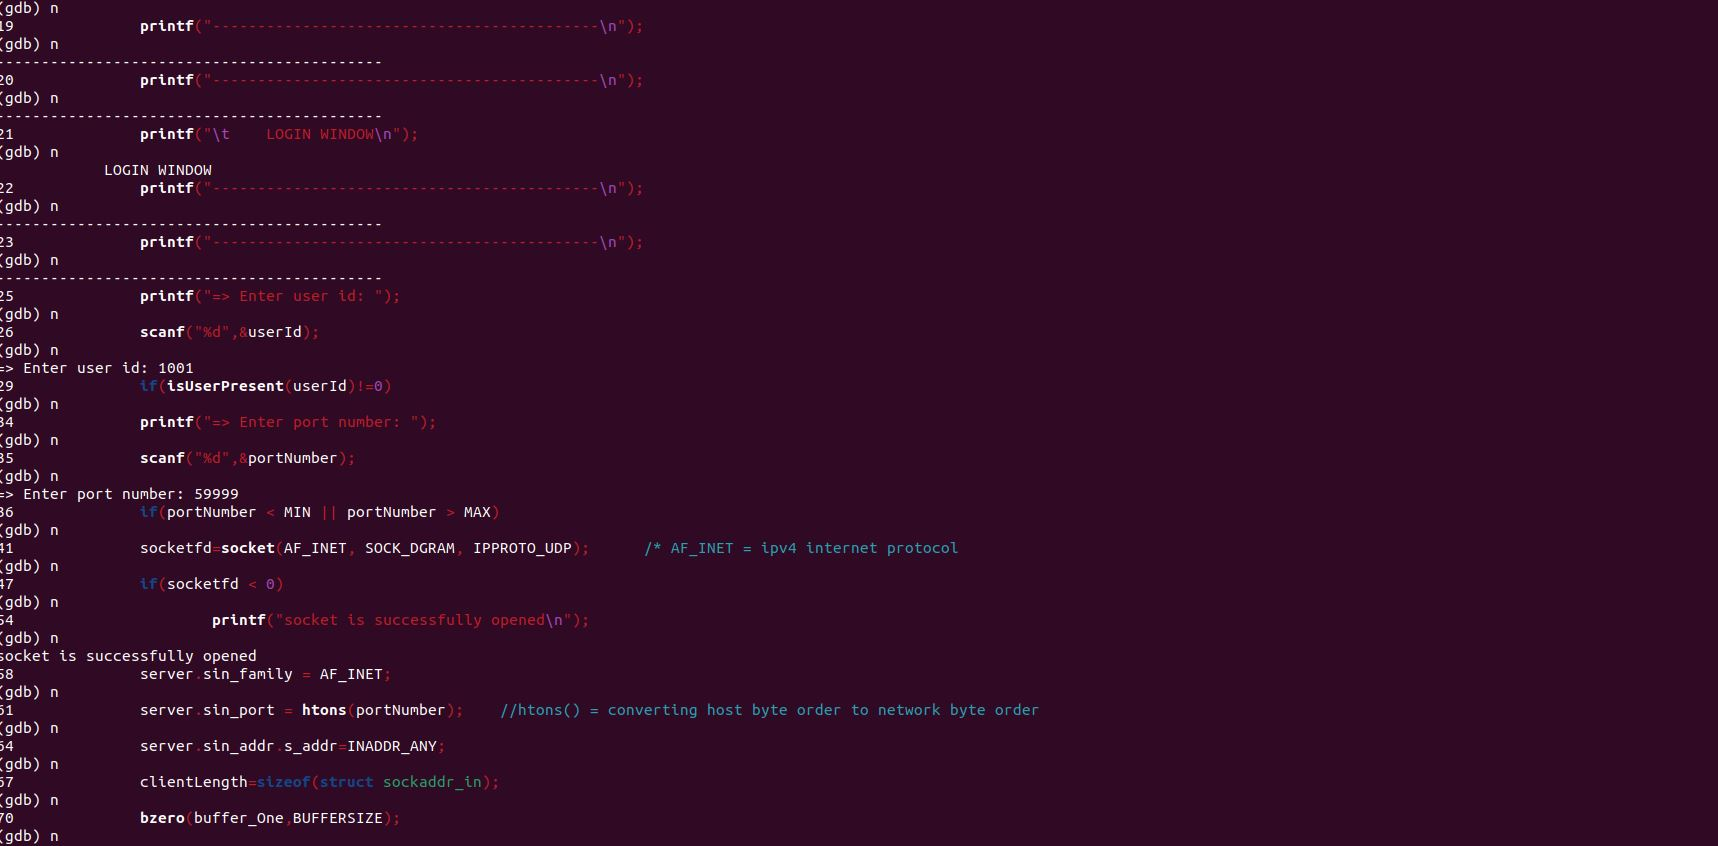 (gdb) n
19 printf("-------------------------------------------\n");
(gdb) n
-------------------------------------------
20 printf("-------------------------------------------\n");
(gdb) n
-------------------------------------------
21 printf("\t    LOGIN WINDOW\n");
(gdb) n
LOGIN WINDOW
22 printf("-------------------------------------------\n");
(gdb) n
-------------------------------------------
23 printf("-------------------------------------------\n");
(gdb) n
-------------------------------------------
25 printf("=> Enter user id: ");
(gdb) n
26 scanf("%d",&userId);
(gdb) n
=> Enter user id: 1001
29 if(isUserPresent(userId)!=0)
(gdb) n
34 printf("=> Enter port number: ");
(gdb) n
35 scanf("%d",&portNumber);
(gdb) n
=> Enter port number: 59999
36 if(portNumber < MIN || portNumber > MAX)
(gdb) n
41 socketfd=socket(AF_INET, SOCK_DGRAM, IPPROTO_UDP);      /* AF_INET = ipv4 internet protocol
(gdb) n
47 if(socketfd < 0)
(gdb) n
54 printf("socket is successfully opened\n");
(gdb) n
socket is successfully opened
58 server.sin_family = AF_INET;
(gdb) n
61 server.sin_port = htons(portNumber);    //htons() = converting host byte order to network byte order
(gdb) n
64 server.sin_addr.s_addr=INADDR_ANY;
(gdb) n
67 clientLength=sizeof(struct sockaddr_in);
(gdb) n
70 bzero(buffer_One,BUFFERSIZE);
(gdb) n